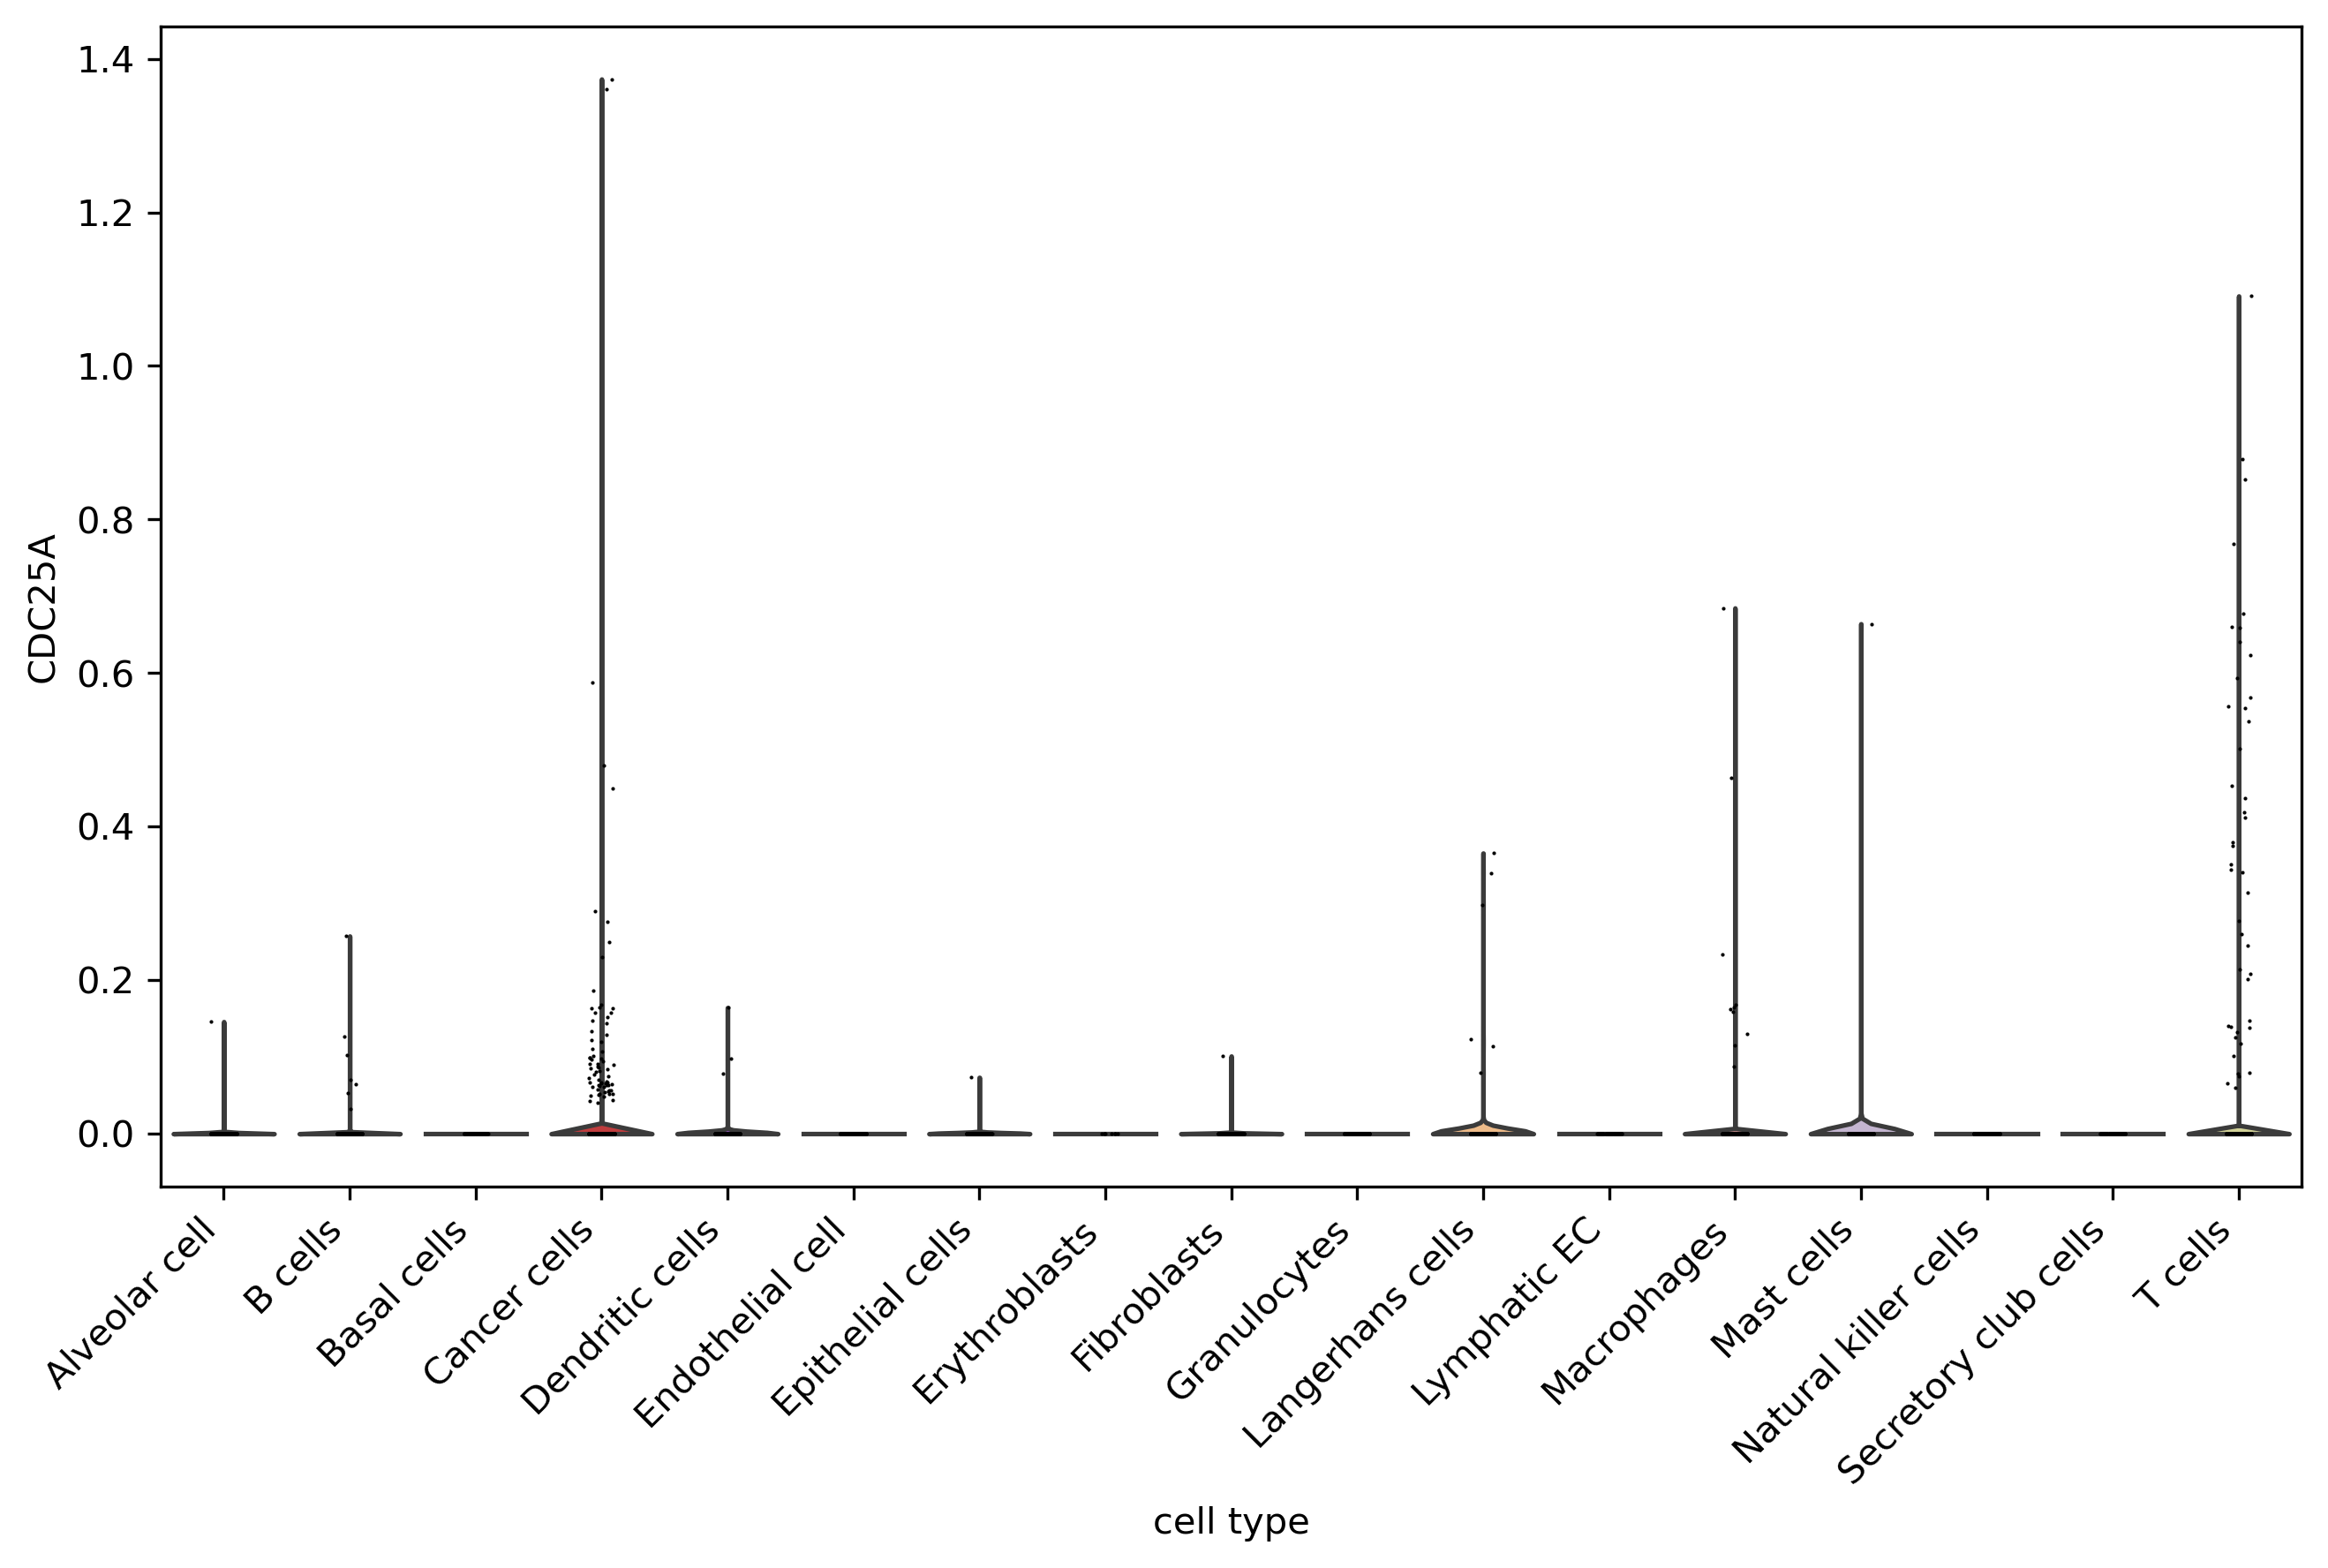 CDC25A
1.4
1.2
1.0
0.8
0.6
0.4
0.2
0.0
Alveolar cell
B cells
Basal cells
Cancer cells
Dendritic cells
Endothelial cell
Epithelial cells
Erythroblasts
Fibroblasts
Granulocytes
Langerhans cells
Lymphatic EC
Macrophages
Mast cells
Natural killer cells
Secretory club cells
T cells
cell type